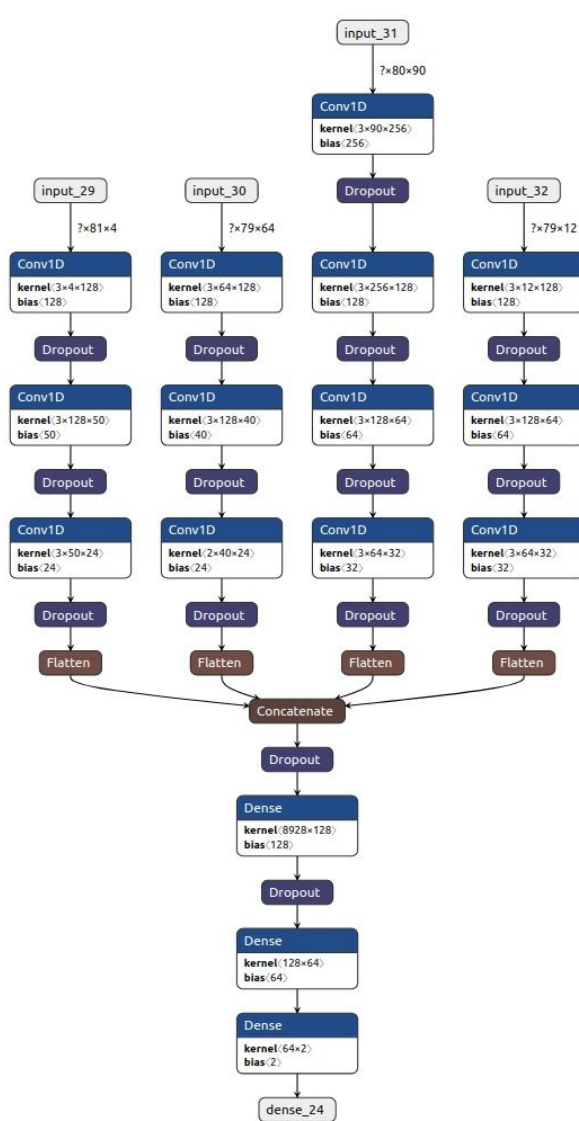 input_31
?×80×90
Conv1D
kernel⟨3×90×256⟩
bias⟨256⟩
input_29
input_30
Dropout
input_32
?×81×4
?×79×64
?×79×12
Conv1D
kernel⟨3×4×128⟩
bias⟨128⟩
Conv1D
kernel⟨3×64×128⟩
bias⟨128⟩
Conv1D
kernel⟨3×256×128⟩
bias⟨128⟩
Conv1D
kernel⟨3×12×128⟩
bias⟨128⟩
Dropout
Dropout
Dropout
Dropout
Conv1D
kernel⟨3×128×50⟩
bias⟨50⟩
Conv1D
kernel⟨3×128×40⟩
bias⟨40⟩
Conv1D
kernel⟨3×128×64⟩
bias⟨64⟩
Conv1D
kernel⟨3×128×64⟩
bias⟨64⟩
Dropout
Dropout
Dropout
Dropout
Conv1D
kernel⟨3×50×24⟩
bias⟨24⟩
Conv1D
kernel⟨2×40×24⟩
bias⟨24⟩
Conv1D
kernel⟨3×64×32⟩
bias⟨32⟩
Conv1D
kernel⟨3×64×32⟩
bias⟨32⟩
Dropout
Dropout
Dropout
Dropout
Flatten
Flatten
Flatten
Flatten
Concatenate
Dropout
Dense
kernel⟨8928×128⟩
bias⟨128⟩
Dropout
Dense
kernel⟨128×64⟩
bias⟨64⟩
Dense
kernel⟨64×2⟩
bias⟨2⟩
dense_24